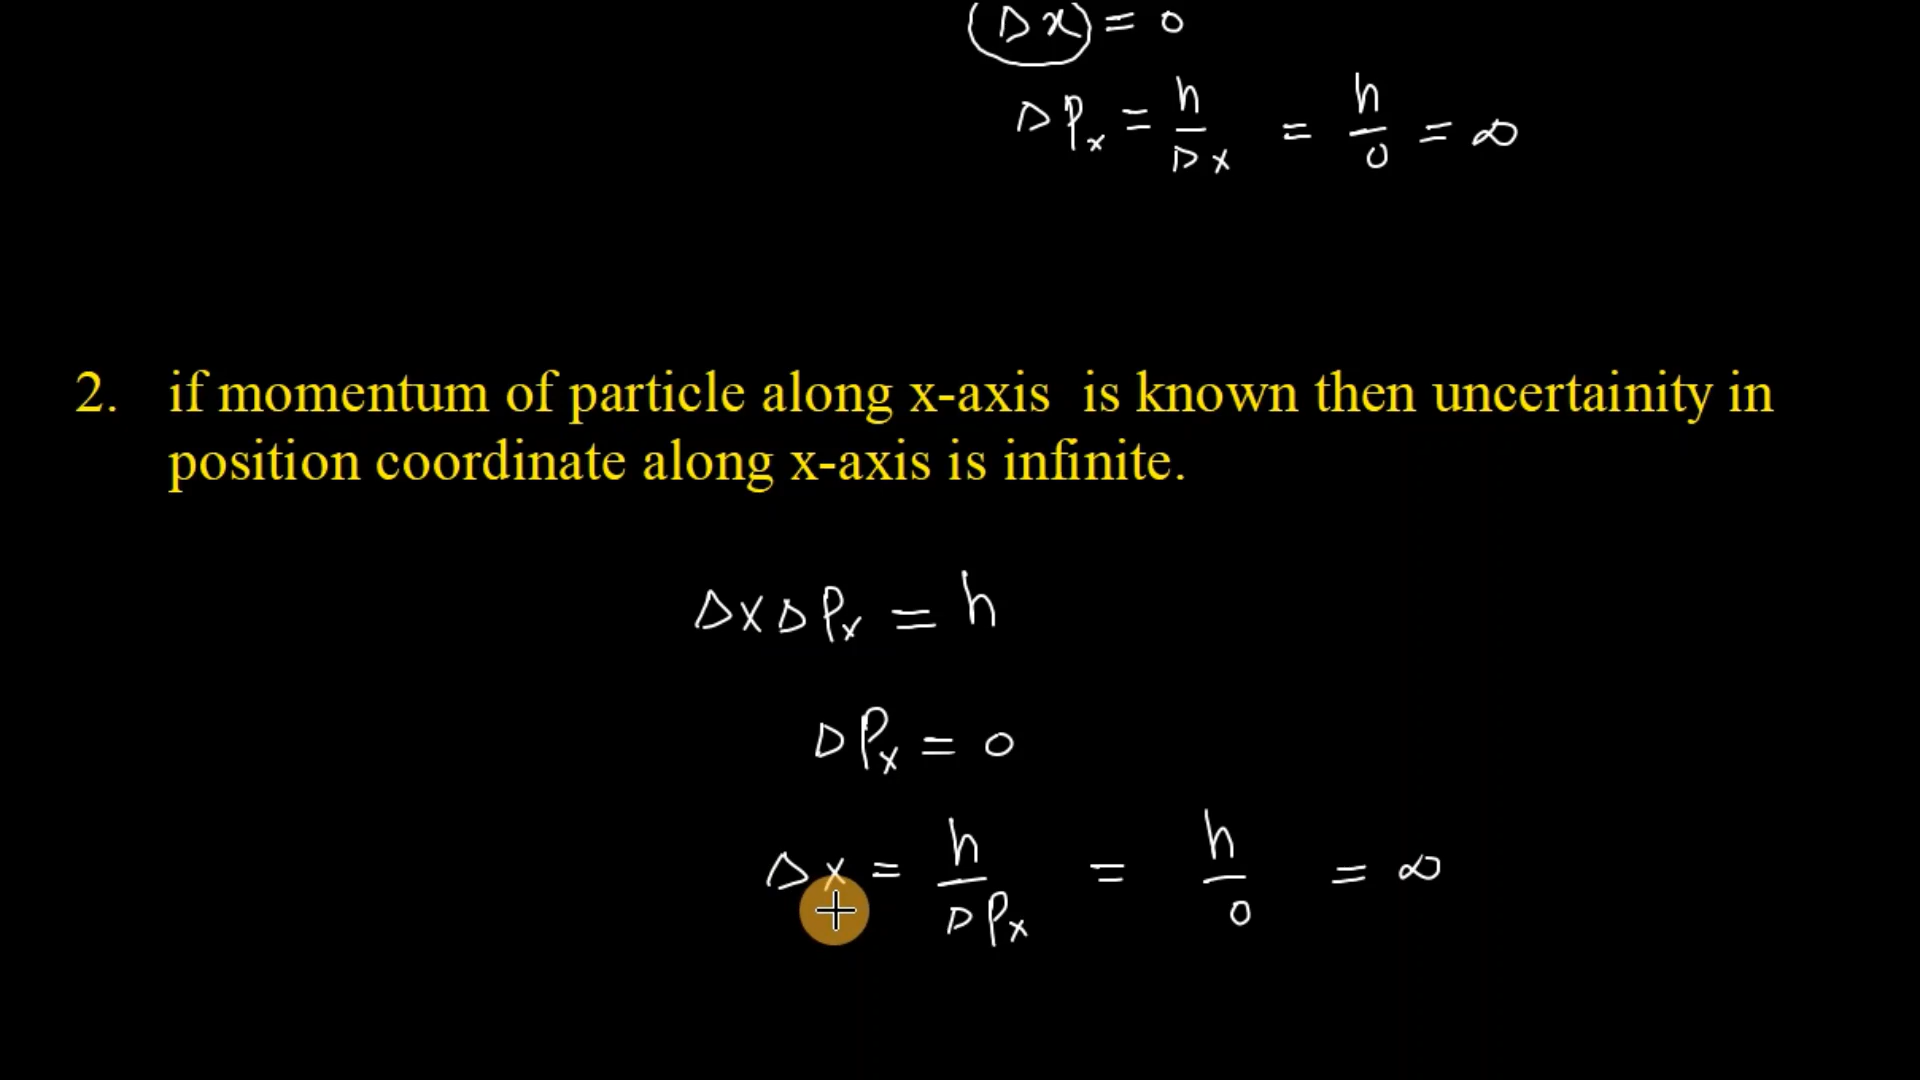 (Δx) = 0
ΔPx = h/Δx = h/0 = ∞
2. if momentum of particle along x-axis is known then uncertainity in
position coordinate along x-axis is infinite.
ΔxΔPx = h
ΔPx = 0
Δx = h/ΔPx = h/0 = ∞